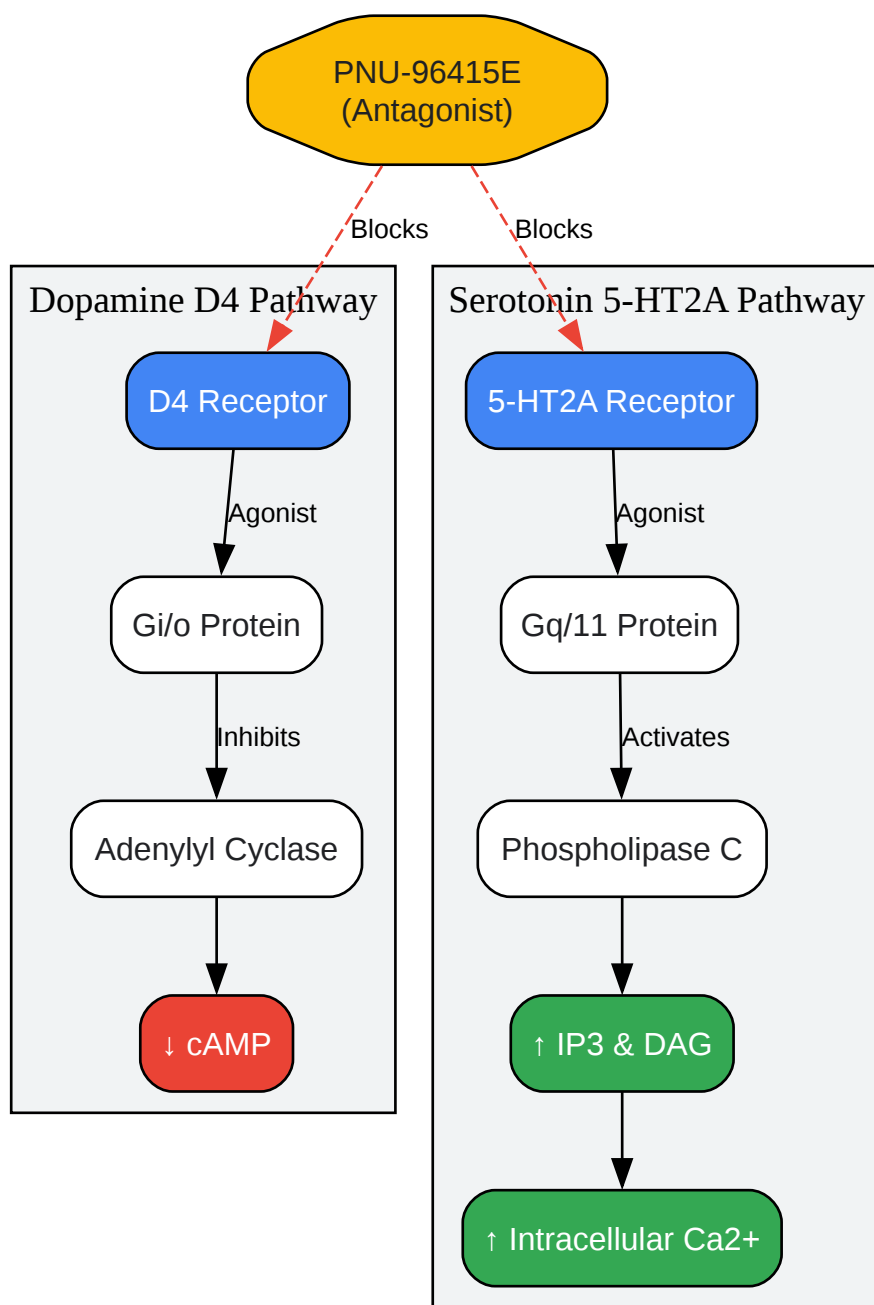 PNU-96415E
(Antagonist)
Blocks
Blocks
Dopamine D4 Pathway
D4 Receptor
Agonist
Gi/o Protein
Inhibits
Adenylyl Cyclase
↓ cAMP
Serotonin 5-HT2A Pathway
5-HT2A Receptor
Agonist
Gq/11 Protein
Activates
Phospholipase C
↑ IP3 & DAG
↑ Intracellular Ca2+